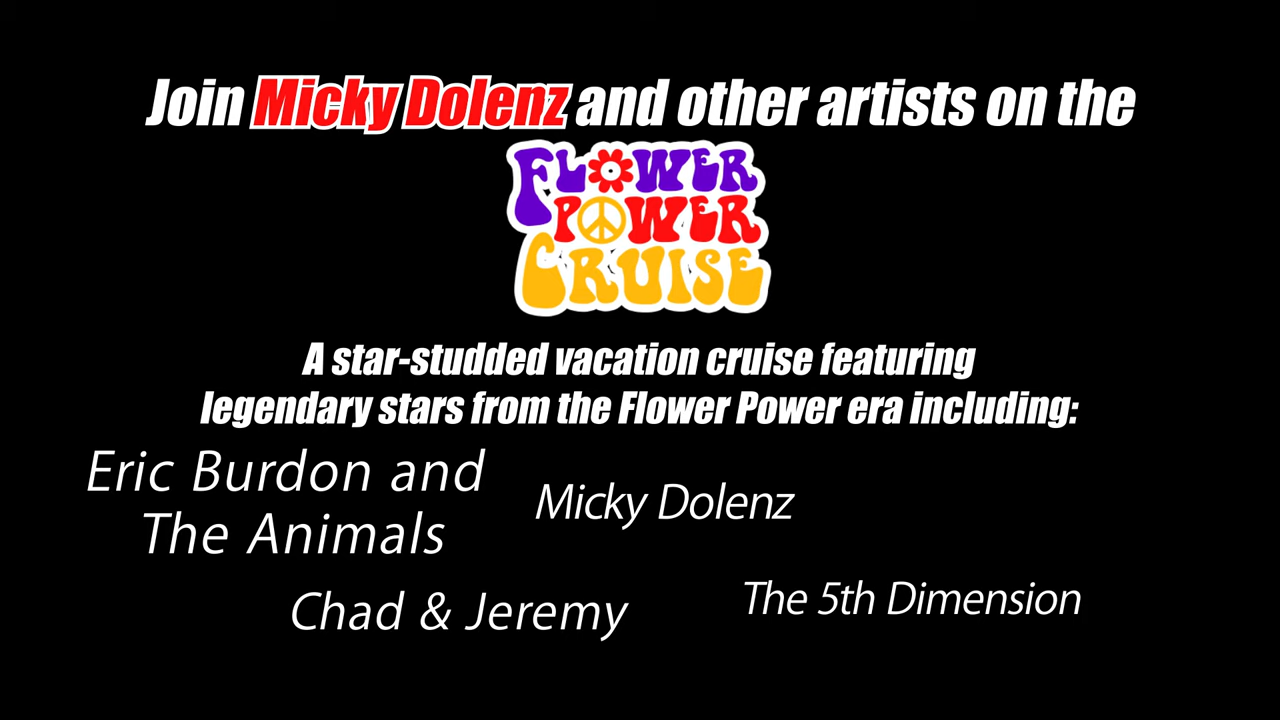 Join Micky Dolenz and other artists on the
FLOWER
POWER
CRUISE
A star-studded vacation cruise featuring
legendary stars from the Flower Power era including:
Eric Burdon and
The Animals
Micky Dolenz
Chad & Jeremy
The 5th Dimension